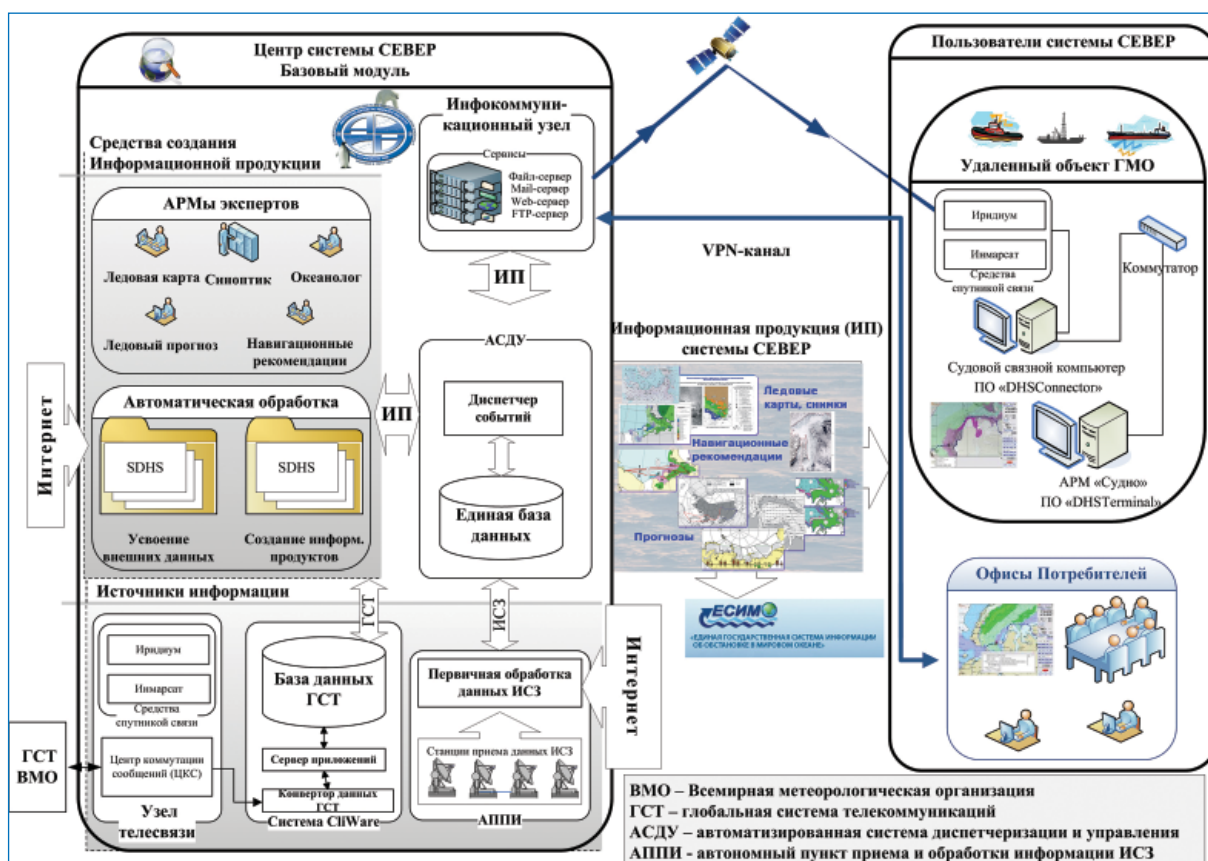 Центр системы СЕВЕР
Базовый модуль
Средства создания
Информационной продукции
АРМы экспертов
Ледовая карта
Синоптик
Океанолог
Ледовый прогноз
Навигационные
рекомендации
Автоматическая обработка
SDHS
SDHS
Усвоение
внешних данных
Создание информ.
продуктов
Интернет
Инфокоммуни-
кационный узел
Сервисы
Файл-сервер
Mail-сервер
Web-сервер
FTP-сервер
ИП
ИП
АСДУ
Диспетчер
событий
Единая база
данных
Источники информации
ГСТ
ИСЗ
Иридиум
Инмарсат
Средства
спутникой связи
Центр коммутации
сообщений (ЦКС)
Узел
телесвязи
ГСТ
ВМО
База данных
ГСТ
Сервер приложений
Конвертор данных
ГСТ
Система CliWare
Первичная обработка
данных ИСЗ
Станции приема данных ИСЗ
АППИ
Интернет
VPN-канал
Информационная продукция (ИП)
системы СЕВЕР
Ледовые
карты, снимки
Навигационные
рекомендации
Прогнозы
ЕСИМО
«ЕДИНАЯ ГОСУДАРСТВЕННАЯ СИСТЕМА ИНФОРМАЦИИ
ОБ ОБСТАНОВКЕ В МИРОВОМ ОКЕАНЕ»
Пользователи системы СЕВЕР
Удаленный объект ГМО
Иридиум
Инмарсат
Средства
спутникой связи
Коммутатор
Судовой связной компьютер
ПО «DHSConnector»
АРМ «Судно»
ПО «DHSTerminal»
Офисы Потребителей
ВМО – Всемирная метеорологическая организация
ГСТ – глобальная система телекоммуникаций
АСДУ – автоматизированная система диспетчеризации и управления
АППИ - автономный пункт приема и обработки информации ИСЗ